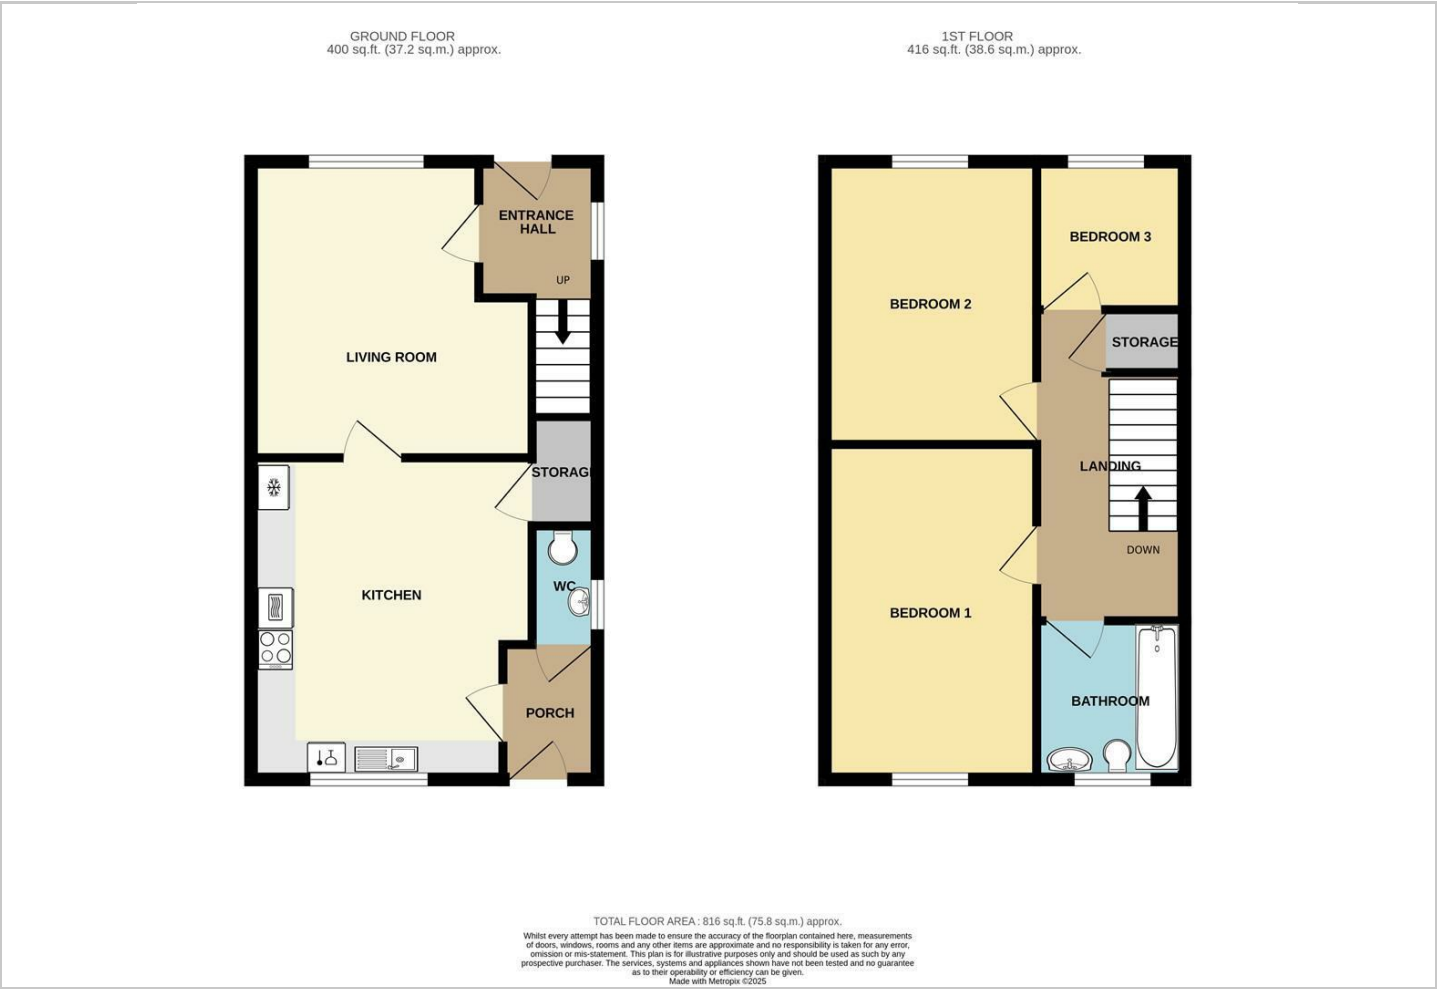 GROUND FLOOR
400 sq.ft. (37.2 sq.m.) approx.
1ST FLOOR
416 sq.ft. (38.6 sq.m.) approx.
ENTRANCE
HALL
UP
LIVING ROOM
STORAGE
KITCHEN
WC
PORCH
BEDROOM 3
BEDROOM 2
STORAGE
LANDING
DOWN
BEDROOM 1
BATHROOM
TOTAL FLOOR AREA : 816 sq.ft. (75.8 sq.m.) approx.
Whilst every attempt has been made to ensure the accuracy of the floorplan contained here, measurements
of doors, windows, rooms and any other items are approximate and no responsibility is taken for any error,
omission or mis-statement. This plan is for illustrative purposes only and should be used as such by any
prospective purchaser. The services, systems and appliances shown have not been tested and no guarantee
as to their operability or efficiency can be given.
Made with Metropix ©2025